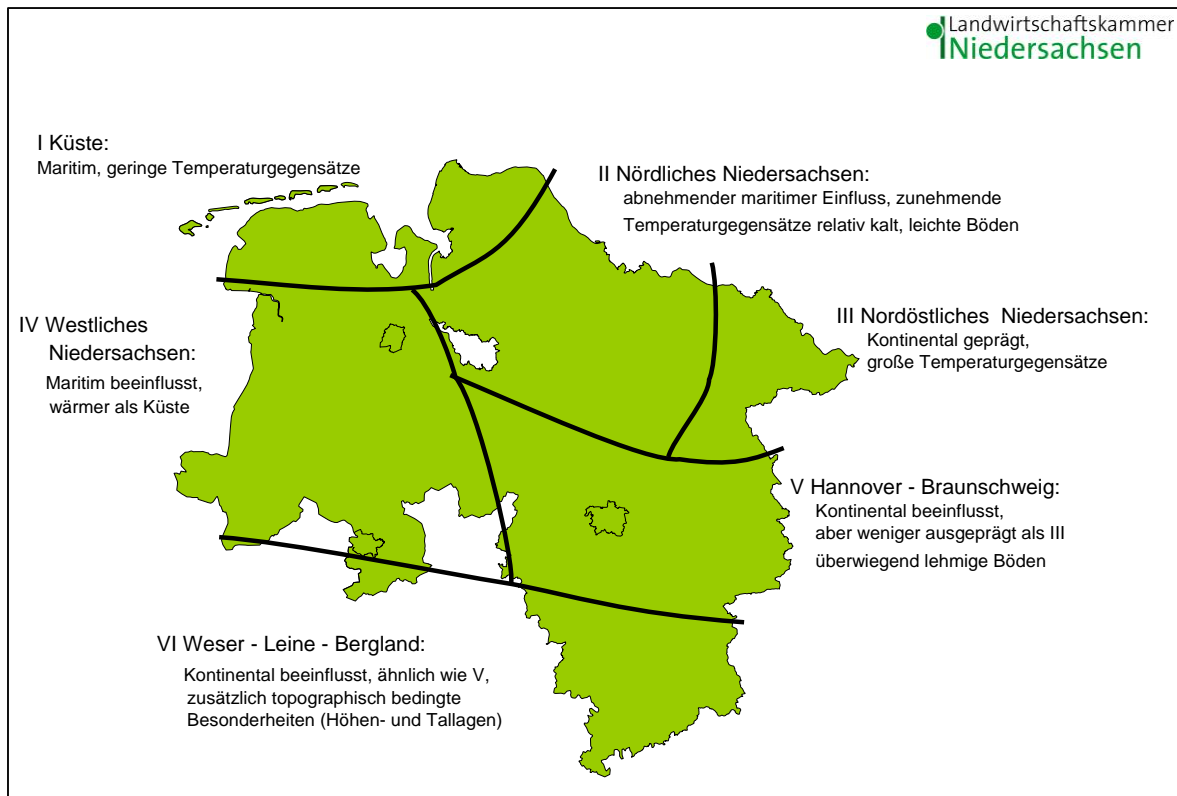 Landwirtschaftskammer
Niedersachsen
I Küste:
Maritim, geringe Temperaturgegensätze
II Nördliches Niedersachsen:
abnehmender maritimer Einfluss, zunehmende
Temperaturgegensätze relativ kalt, leichte Böden
III Nordöstliches Niedersachsen:
Kontinental geprägt,
große Temperaturgegensätze
IV Westliches
Niedersachsen:
Maritim beeinflusst,
wärmer als Küste
V Hannover - Braunschweig:
Kontinental beeinflusst,
aber weniger ausgeprägt als III
überwiegend lehmige Böden
VI Weser - Leine - Bergland:
Kontinental beeinflusst, ähnlich wie V,
zusätzlich topographisch bedingte
Besonderheiten (Höhen- und Tallagen)